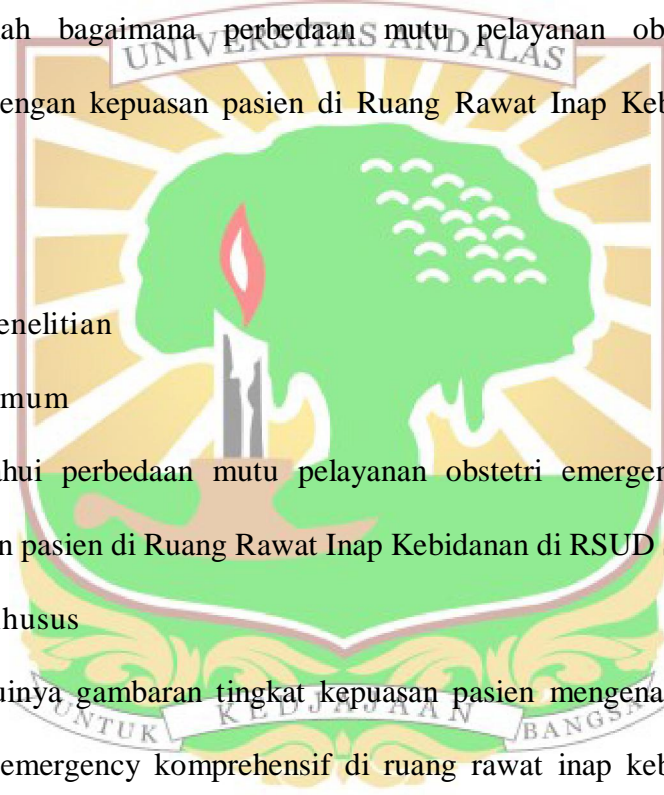 ah bagaimana perbedaan mutu pelayanan ob
UNIVERSITAS ANDALAS
engan kepuasan pasien di Ruang Rawat Inap Keb
enelitian
mum
ahui perbedaan mutu pelayanan obstetri emerger
n pasien di Ruang Rawat Inap Kebidanan di RSUD
husus
uinya gambaran tingkat kepuasan pasien mengena
UNTUK KEDJAJAAN BANGSA
emergency komprehensif di ruang rawat inap keb